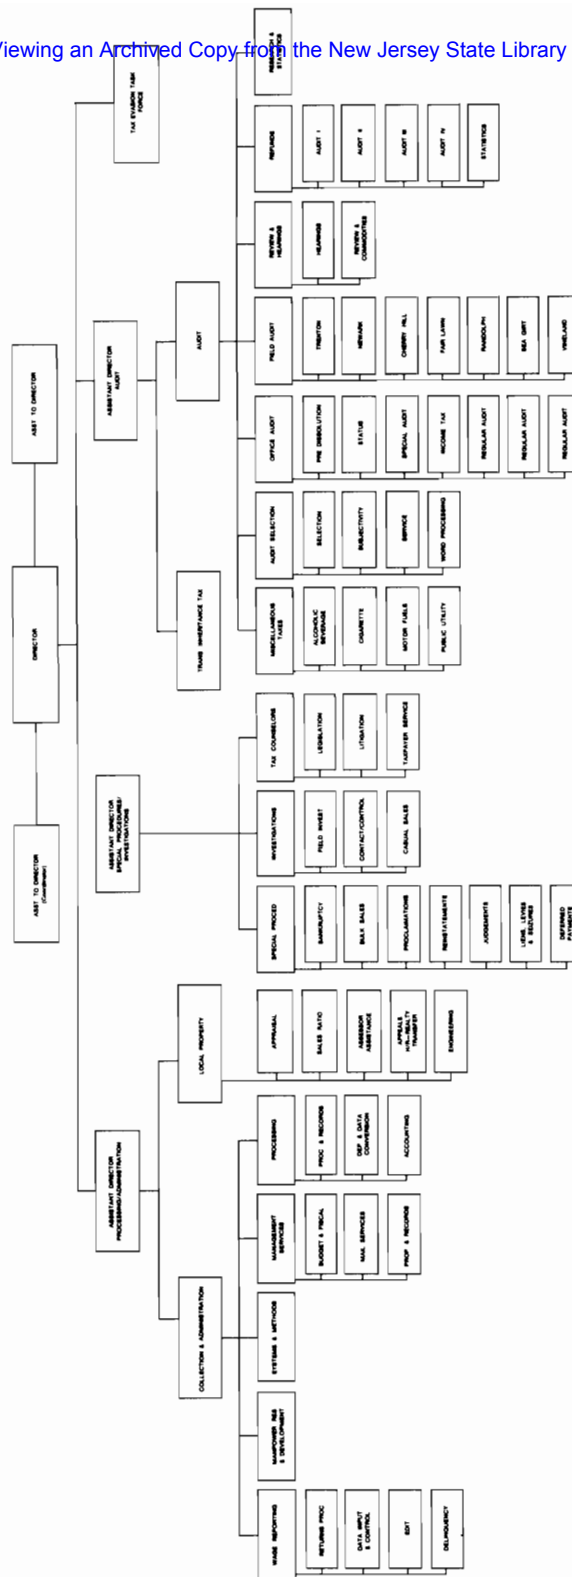 Viewing an Archived Copy from the New Jersey State Library
ASST TO DIRECTOR
(Coordinator)
DIRECTOR
ASST TO DIRECTOR
ASSISTANT DIRECTOR
PROCESSING/ADMINISTRATION
ASSISTANT DIRECTOR
SPECIAL PROCEDURES/
INVESTIGATIONS
ASSISTANT DIRECTOR
AUDIT
TAX EVASION TASK
FORCE
COLLECTION & ADMINISTRATION
LOCAL PROPERTY
TRANS INHERITANCE TAX
AUDIT
WAGE REPORTING
RETURNS PROC
DATA INPUT
& CONTROL
EDIT
DELINQUENCY
MANPOWER RES
& DEVELOPMENT
SYSTEMS & METHODS
MANAGEMENT
SERVICES
BUDGET & FISCAL
MAIL SERVICES
PROP & RECORDS
PROCESSING
PROC & RECORDS
DEP & DATA
CONVERSION
ACCOUNTING
APPRAISAL
SALES RATIO
ASSESSOR
ASSISTANCE
APPEALS
H/R-REALTY
TRANSFER
ENGINEERING
SPECIAL PROCED
BANKRUPTCY
BULK SALES
PROCLAMATIONS
REINSTATEMENTS
JUDGEMENTS
LIENS, LEVIES
& SEIZURES
DEFERRED
PAYMENTS
INVESTIGATIONS
FIELD INVEST
CONTACT/CONTROL
CASUAL SALES
TAX COUNSELORS
LEGISLATION
LITIGATION
TAXPAYER SERVICE
MISCELLANEOUS
TAXES
ALCOHOLIC
BEVERAGE
CIGARETTE
MOTOR FUELS
PUBLIC UTILITY
AUDIT SELECTION
SELECTION
SUBJECTIVITY
SERVICE
WORD PROCESSING
OFFICE AUDIT
PRE DISSOLUTION
STATUS
SPECIAL AUDIT
INCOME TAX
REGULAR AUDIT
REGULAR AUDIT
REGULAR AUDIT
FIELD AUDIT
TRENTON
NEWARK
CHERRY HILL
FAIR LAWN
RANDOLPH
SEA GIRT
VINELAND
REVIEW &
HEARINGS
HEARINGS
REVIEW &
COMMODITIES
REFUNDS
AUDIT I
AUDIT II
AUDIT III
AUDIT IV
STATISTICS
RESEARCH &
STATISTICS